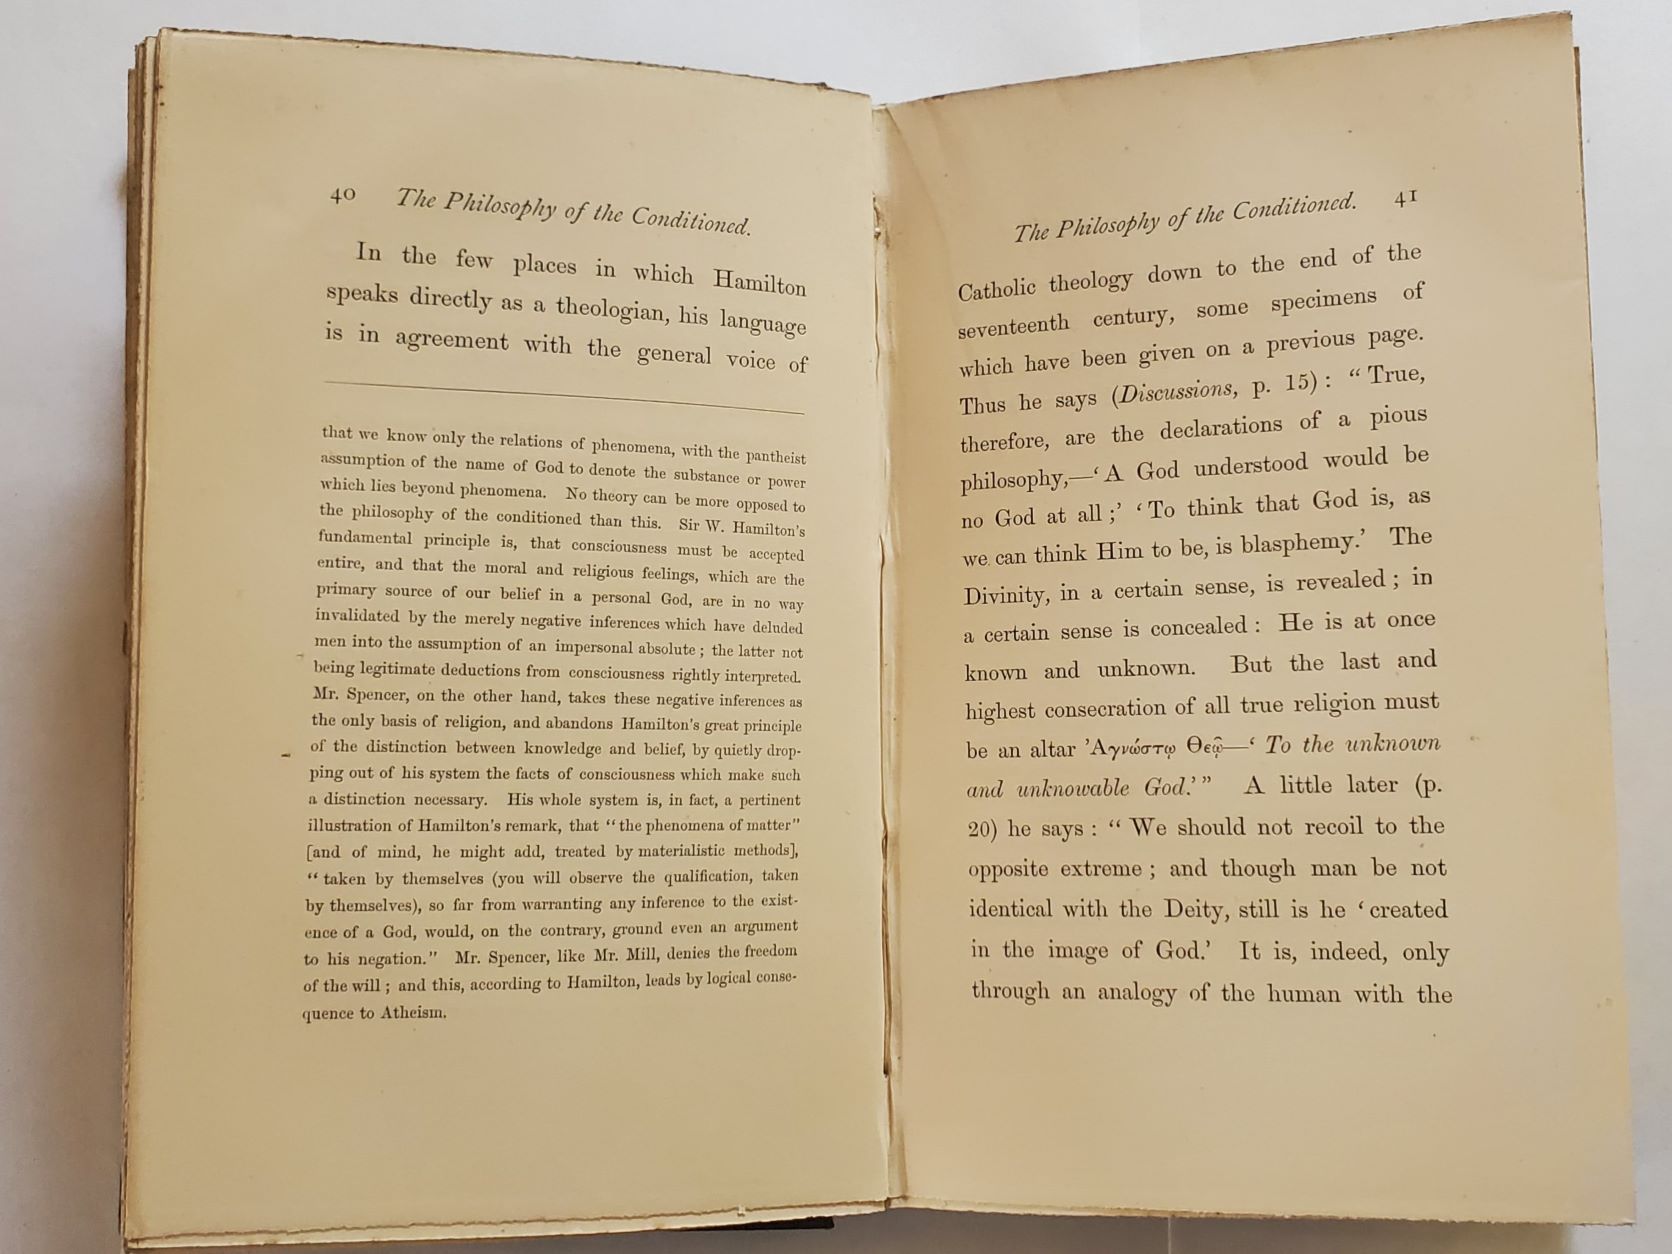 40 The Philosophy of the Conditioned.
In the few places in which Hamilton
speaks directly as a theologian, his language
is in agreement with the general voice of
that we know only the relations of phenomena, with the pantheist
assumption of the name of God to denote the substance or power
which lies beyond phenomena. No theory can be more opposed to
the philosophy of the conditioned than this. Sir W. Hamilton's
fundamental principle is, that consciousness must be accepted
entire, and that the moral and religious feelings, which are the
primary source of our belief in a personal God, are in no way
invalidated by the merely negative inferences which have deluded
men into the assumption of an impersonal absolute; the latter not
being legitimate deductions from consciousness rightly interpreted.
Mr. Spencer, on the other hand, takes these negative inferences as
the only basis of religion, and abandons Hamilton's great principle
of the distinction between knowledge and belief, by quietly drop-
ping out of his system the facts of consciousness which make such
a distinction necessary. His whole system is, in fact, a pertinent
illustration of Hamilton's remark, that “the phenomena of matter”
[and of mind, he might add, treated by materialistic methods],
“taken by themselves (you will observe the qualification, taken
by themselves), so far from warranting any inference to the exist-
ence of a God, would, on the contrary, ground even an argument
to his negation.” Mr. Spencer, like Mr. Mill, denies the freedom
of the will; and this, according to Hamilton, leads by logical conse-
quence to Atheism.
The Philosophy of the Conditioned. 41
Catholic theology down to the end of the
seventeenth century, some specimens of
which have been given on a previous page.
Thus he says (Discussions, p. 15): “True,
therefore, are the declarations of a pious
philosophy,—‘A God understood would be
no God at all;’ ‘To think that God is, as
we can think Him to be, is blasphemy.’ The
Divinity, in a certain sense, is revealed; in
a certain sense is concealed: He is at once
known and unknown. But the last and
highest consecration of all true religion must
be an altar Ἀγνώστῳ Θεῷ—‘To the unknown
and unknowable God.’” A little later (p.
20) he says: “We should not recoil to the
opposite extreme; and though man be not
identical with the Deity, still is he ‘created
in the image of God.’ It is, indeed, only
through an analogy of the human with the